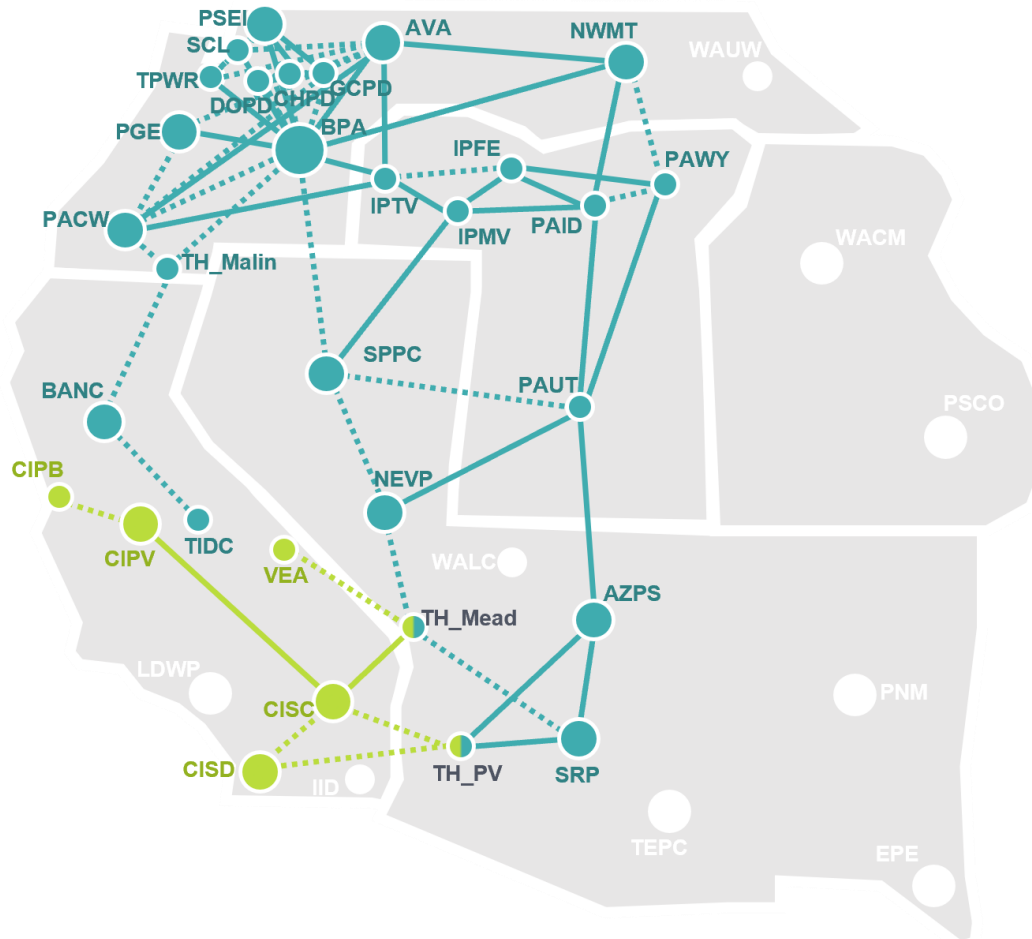 PSEI
AVA
NWMT
SCL
WAUW
TPWR
GCPD
CHPD
DOPD
PGE
BPA
IPFE
PAWY
IPTV
PACW
IPMV
PAID
WACM
TH_Malin
SPPC
PAUT
BANC
PSCO
CIPB
NEVP
CIPV
TIDC
WALC
VEA
AZPS
TH_Mead
LDWP
PNM
CISC
CISD
TH_PV
SRP
IID
TEPC
EPE